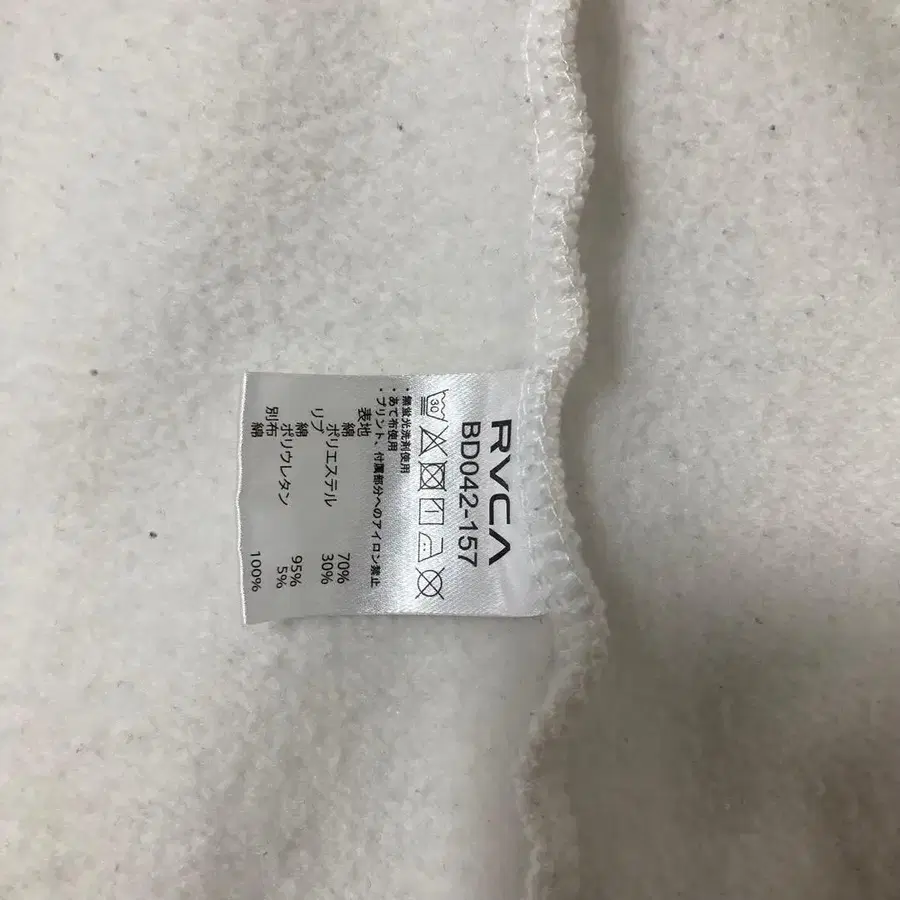 RVCA
BD042-157
30
・無蛍光洗剤使用
・あて布使用
・プリント、付属部分へのアイロン禁止
表地
綿 70%
ポリエステル 30%
リブ
綿 95%
ポリウレタン 5%
別布
綿 100%